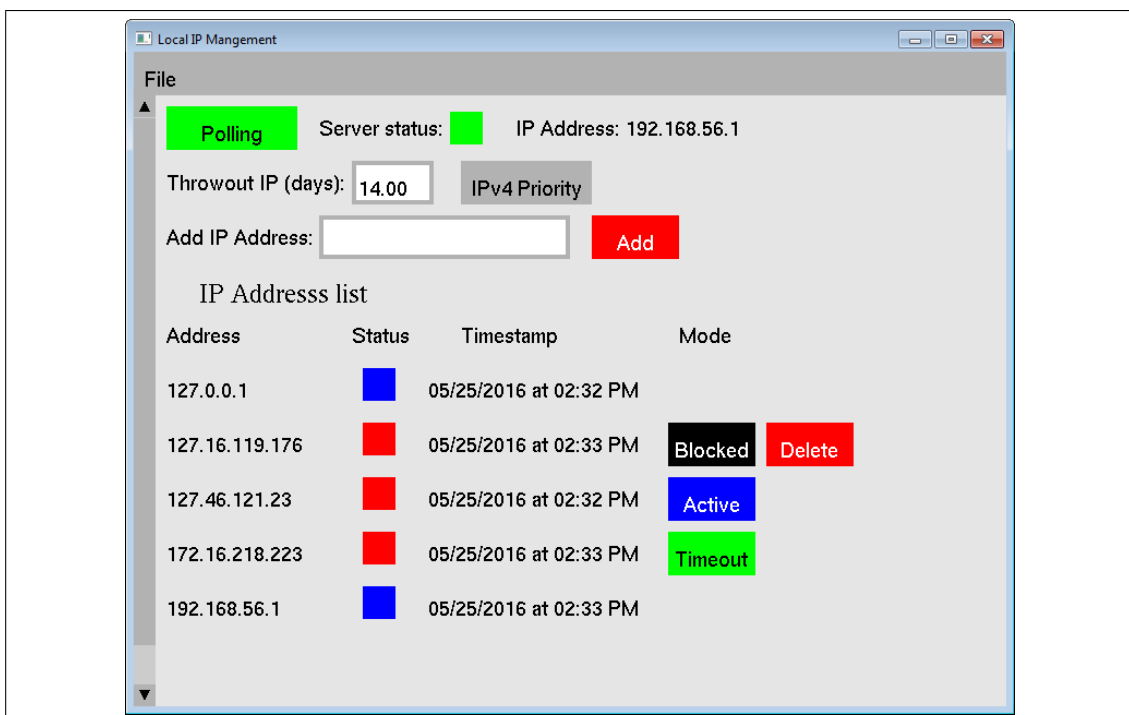 Local IP Mangement
File
Polling Server status: IP Address: 192.168.56.1
Throwout IP (days): 14.00 IPv4 Priority
Add IP Address: Add
IP Addresss list
Address Status Timestamp Mode
127.0.0.1 05/25/2016 at 02:32 PM
127.16.119.176 05/25/2016 at 02:33 PM Blocked Delete
127.46.121.23 05/25/2016 at 02:32 PM Active
172.16.218.223 05/25/2016 at 02:33 PM Timeout
192.168.56.1 05/25/2016 at 02:33 PM